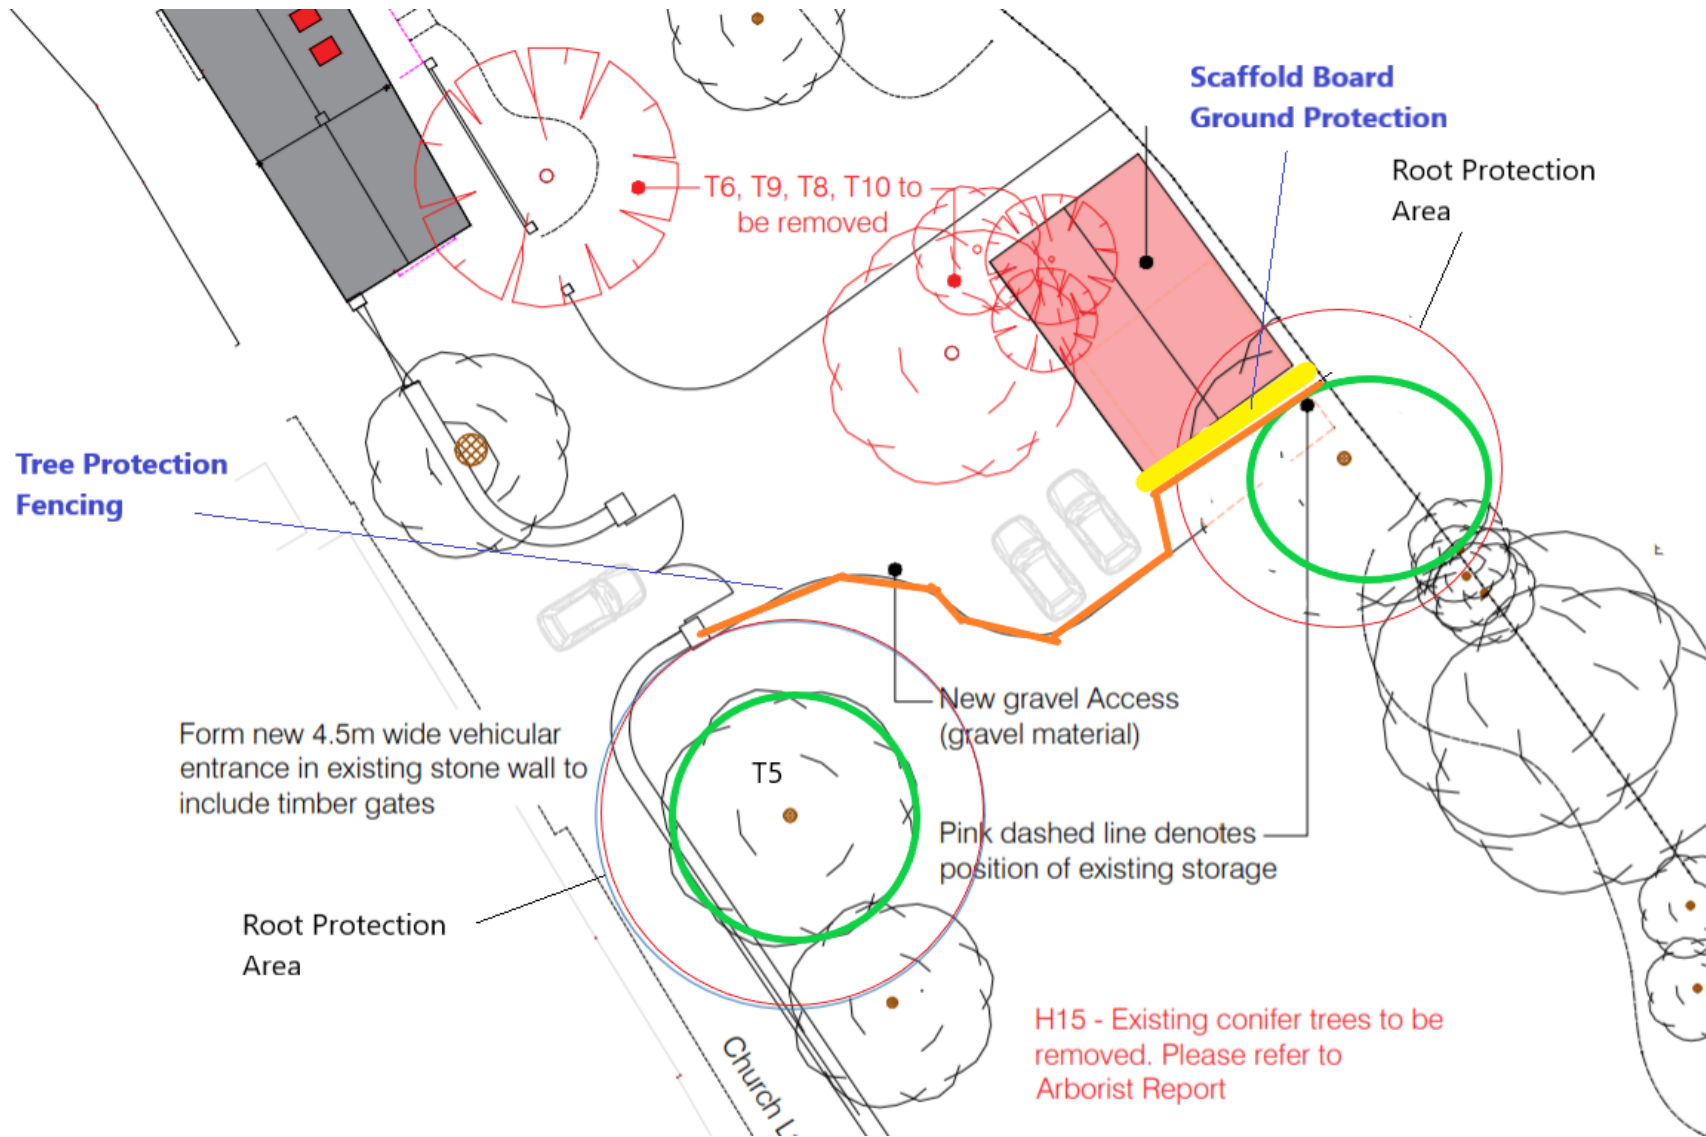 Scaffold Board
Ground Protection
Root Protection
Area
T6, T9, T8, T10 to
be removed
Tree Protection
Fencing
New gravel Access
(gravel material)
Form new 4.5m wide vehicular
entrance in existing stone wall to
include timber gates
T5
Pink dashed line denotes
position of existing storage
Root Protection
Area
H15 - Existing conifer trees to be
removed. Please refer to
Arborist Report
Church